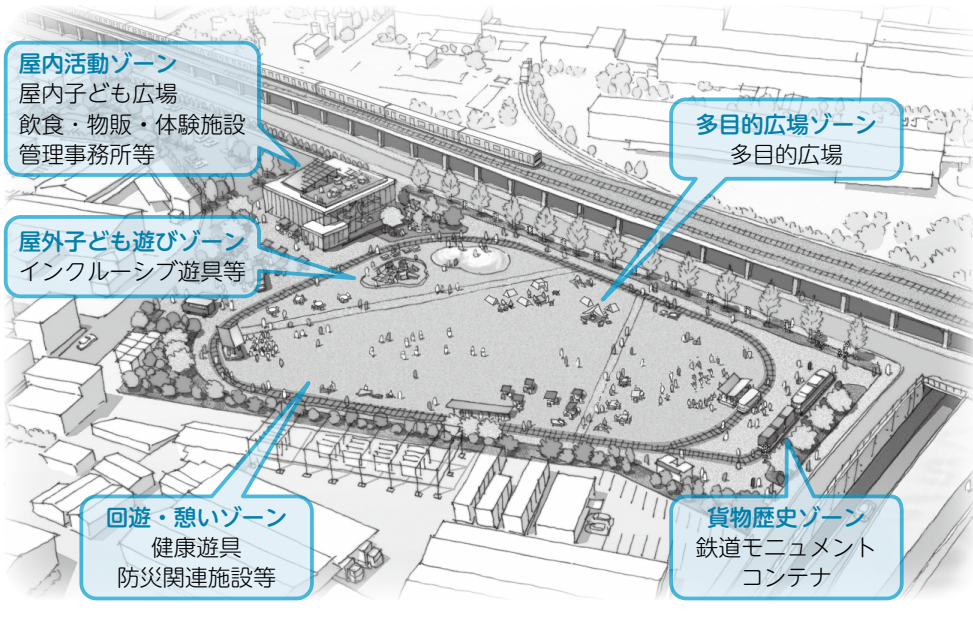 屋内活動ゾーン
屋内子ども広場
飲食・物販・体験施設
管理事務所等
多目的広場ゾーン
多目的広場
屋外子ども遊びゾーン
インクルーシブ遊具等
回遊・憩いゾーン
健康遊具
防災関連施設等
貨物歴史ゾーン
鉄道モニュメント
コンテナ